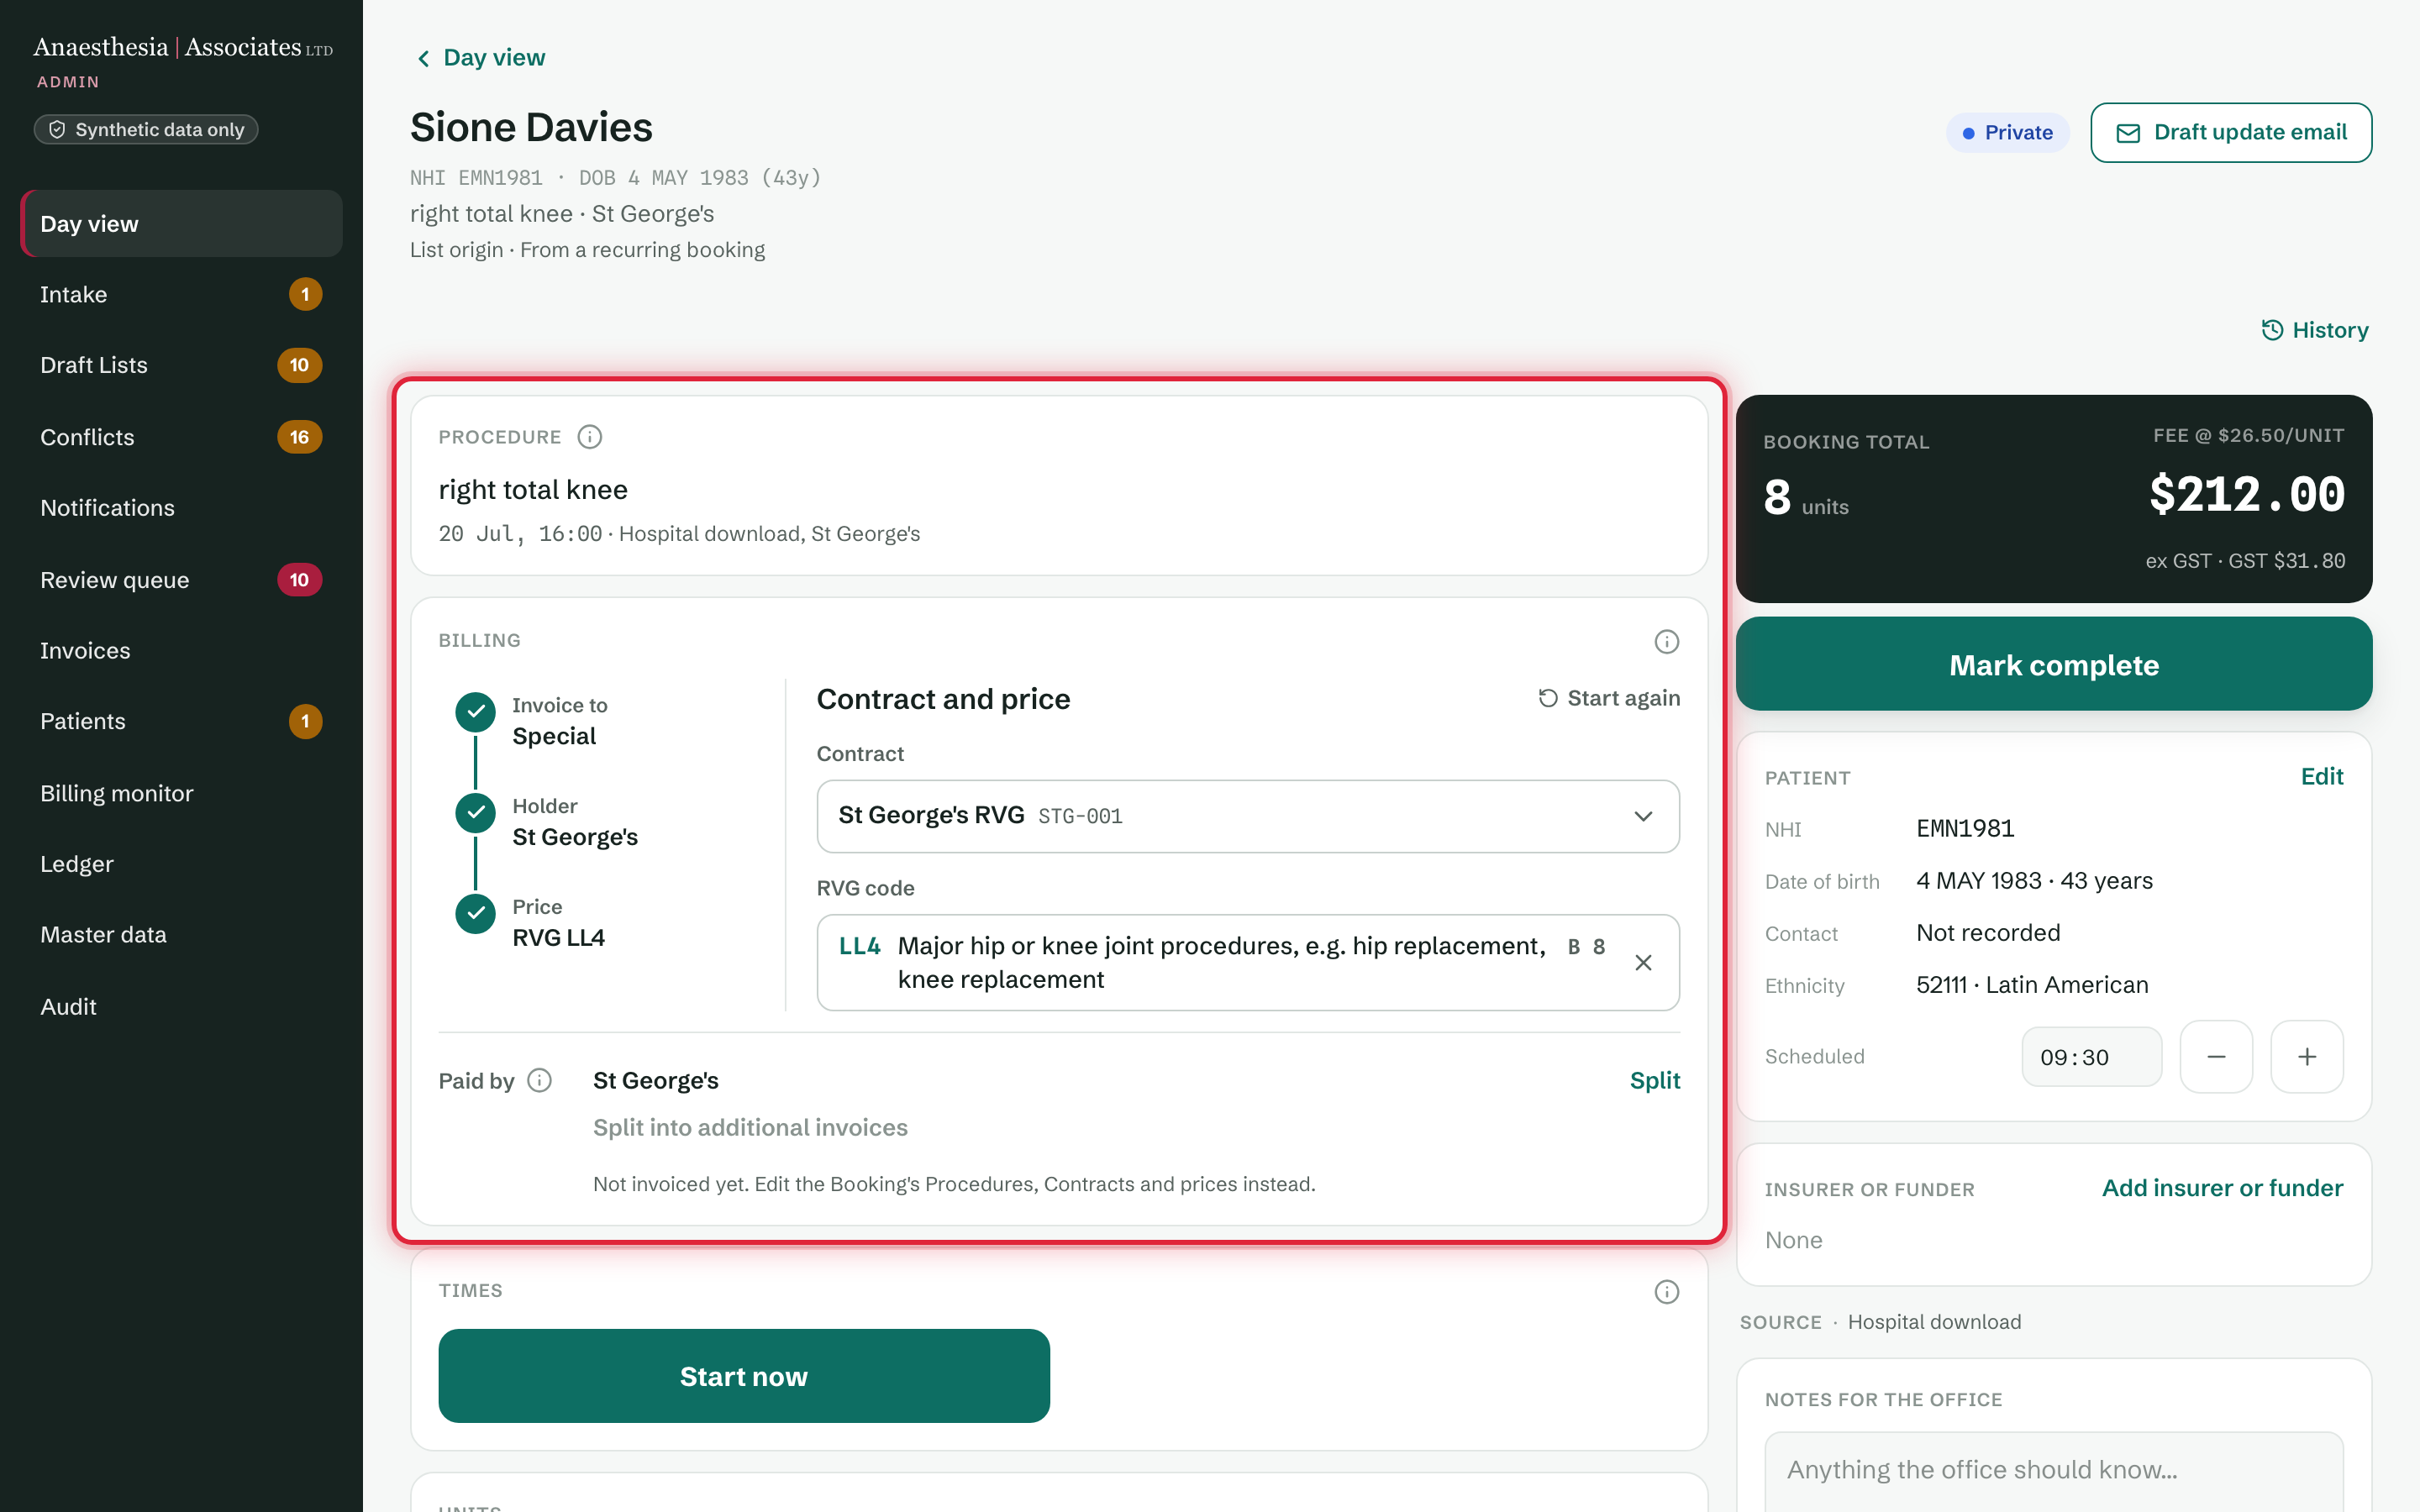 Anaesthesia | Associates LTD
ADMIN
Synthetic data only
Day view
Intake 1
Draft Lists 10
Conflicts 16
Notifications
Review queue 10
Invoices
Patients 1
Billing monitor
Ledger
Master data
Audit
Day view
Sione Davies
NHI EMN1981 · DOB 4 MAY 1983 (43y)
right total knee · St George's
List origin · From a recurring booking
Private
Draft update email
History
PROCEDURE
right total knee
20 Jul, 16:00 · Hospital download, St George's
BILLING
Invoice to
Special
Holder
St George's
Price
RVG LL4
Contract and price
Start again
Contract
St George's RVG STG-001
RVG code
LL4 Major hip or knee joint procedures, e.g. hip replacement, B 8
knee replacement
Paid by St George's Split
Split into additional invoices
Not invoiced yet. Edit the Booking's Procedures, Contracts and prices instead.
TIMES
Start now
UNITS
BOOKING TOTAL
FEE @ $26.50/UNIT
8 units
$212.00
ex GST · GST $31.80
Mark complete
PATIENT Edit
NHI EMN1981
Date of birth 4 MAY 1983 · 43 years
Contact Not recorded
Ethnicity 52111 · Latin American
Scheduled 09:30
INSURER OR FUNDER Add insurer or funder
None
SOURCE · Hospital download
NOTES FOR THE OFFICE
Anything the office should know...